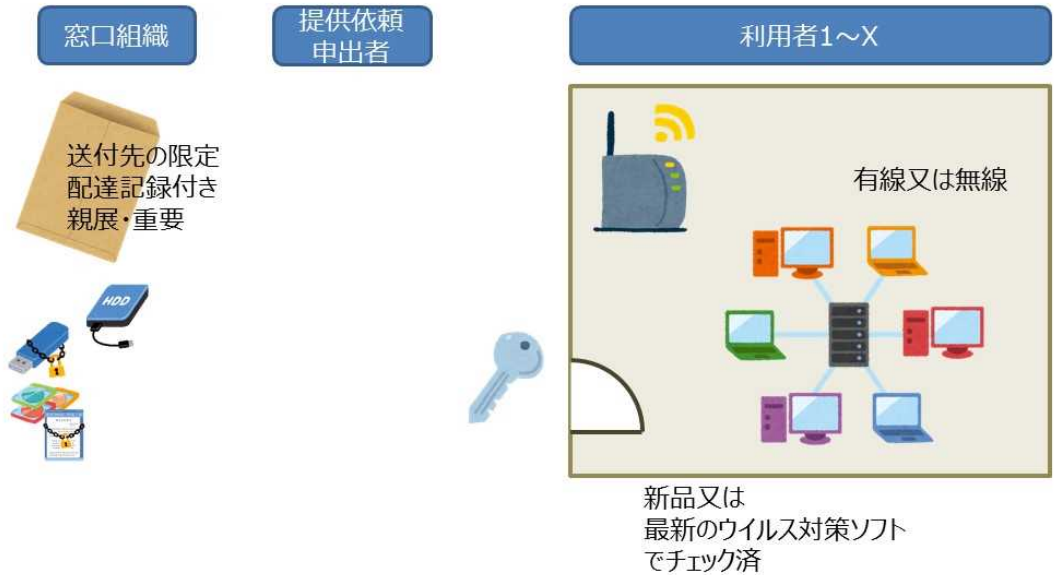 窓口組織
提供依頼
申出者
利用者1～X
送付先の限定
配達記録付き
親展・重要
有線又は無線
HDD
新品又は
最新のウイルス対策ソフト
でチェック済